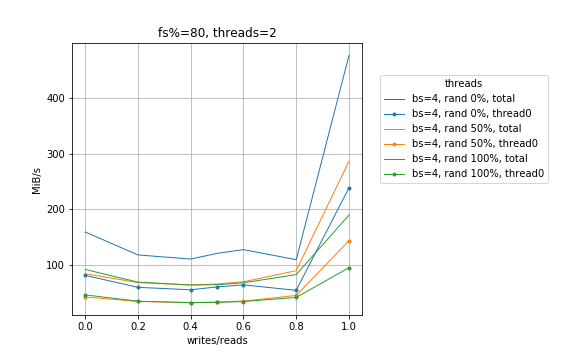 fs%=80, threads=2
MiB/s
400
300
200
100
0.0 0.2 0.4 0.6 0.8 1.0
writes/reads
threads
bs=4, rand 0%, total
bs=4, rand 0%, thread0
bs=4, rand 50%, total
bs=4, rand 50%, thread0
bs=4, rand 100%, total
bs=4, rand 100%, thread0